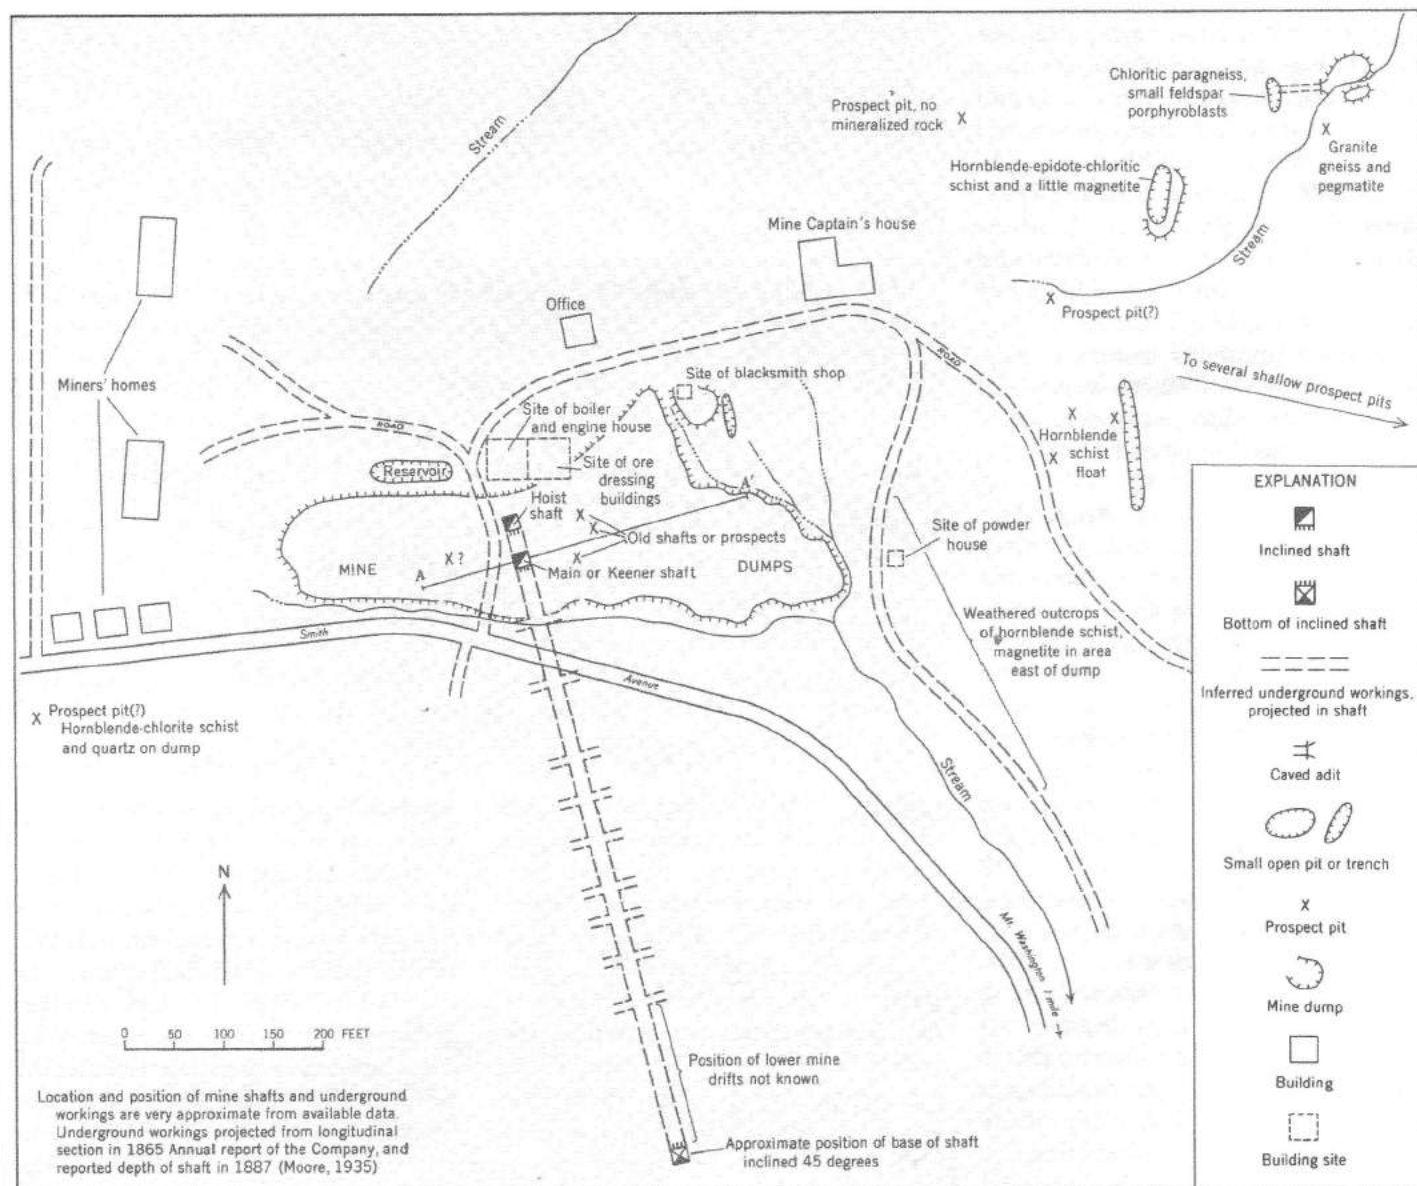 Stream
Prospect pit, no
mineralized rock
X
Chloritic paragneiss,
small feldspar
porphyroblasts
X
Granite
gneiss and
pegmatite
Hornblende-epidote-chloritic
schist and a little magnetite
Stream
Mine Captain's house
X
Prospect pit(?)
Office
Miners' homes
ROAD
To several shallow prospect pits
Site of blacksmith shop
Site of boiler
and engine house
Site of ore
dressing
buildings
ROAD
Reservoir
X
X
X
Hornblende
schist
float
Hoist
shaft
A'
X
X
X
Old shafts or prospects
Main or Keener shaft
X ?
MINE
A
DUMPS
Site of powder
house
Weathered outcrops
of hornblende schist,
magnetite in area
east of dump
Smith
Avenue
X Prospect pit(?)
Hornblende-chlorite schist
and quartz on dump
Stream
Mt. Washington 1 mile
N
0 50 100 150 200 FEET
Position of lower mine
drifts not known
Approximate position of base of shaft
inclined 45 degrees
Location and position of mine shafts and underground
workings are very approximate from available data.
Underground workings projected from longitudinal
section in 1865 Annual report of the Company, and
reported depth of shaft in 1887 (Moore, 1935)
EXPLANATION
Inclined shaft
Bottom of inclined shaft
Inferred underground workings,
projected in shaft
Caved adit
Small open pit or trench
X
Prospect pit
Mine dump
Building
Building site